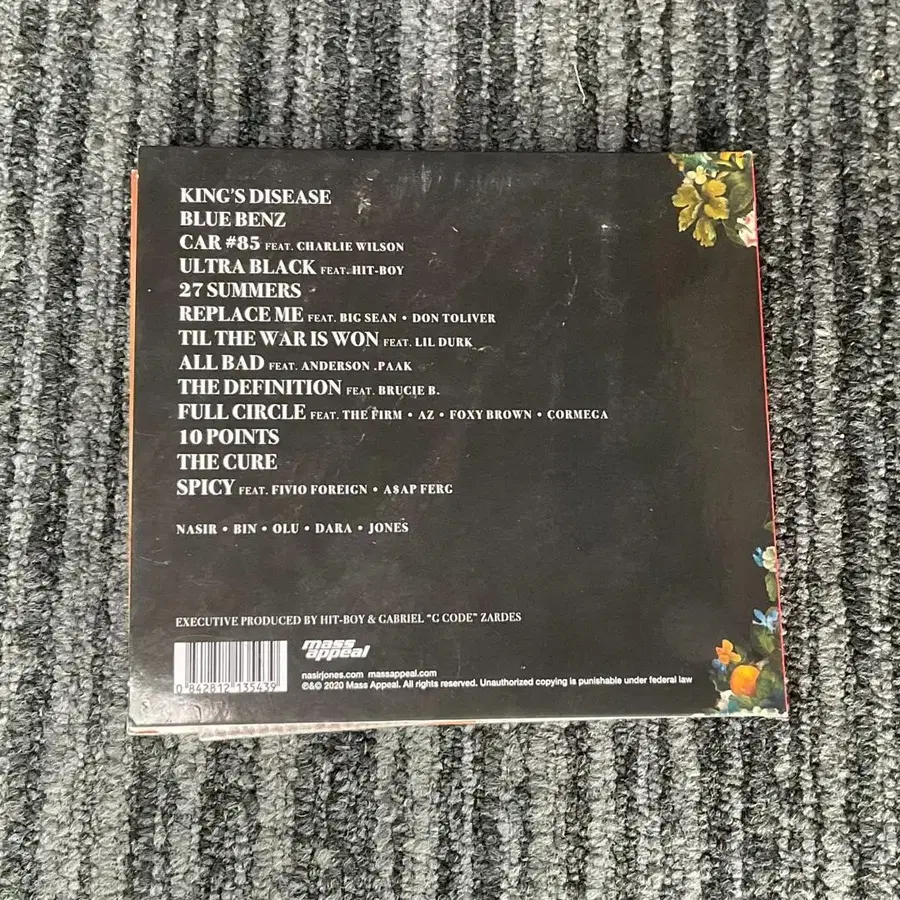 KING'S DISEASE
BLUE BENZ
CAR #85 FEAT. CHARLIE WILSON
ULTRA BLACK FEAT. HIT-BOY
27 SUMMERS
REPLACE ME FEAT. BIG SEAN • DON TOLIVER
TIL THE WAR IS WON FEAT. LIL DURK
ALL BAD FEAT. ANDERSON .PAAK
THE DEFINITION FEAT. BRUCIE B.
FULL CIRCLE FEAT. THE FIRM • AZ • FOXY BROWN • CORMEGA
10 POINTS
THE CURE
SPICY FEAT. FIVIO FOREIGN • A$AP FERG
NASIR • BIN • OLU • DARA • JONES
EXECUTIVE PRODUCED BY HIT-BOY & GABRIEL "G CODE" ZARDES
mass appeal
nasirjones.com massappeal.com
℗&© 2020 Mass Appeal. All rights reserved. Unauthorized copying is punishable under federal law
0 842812 135439